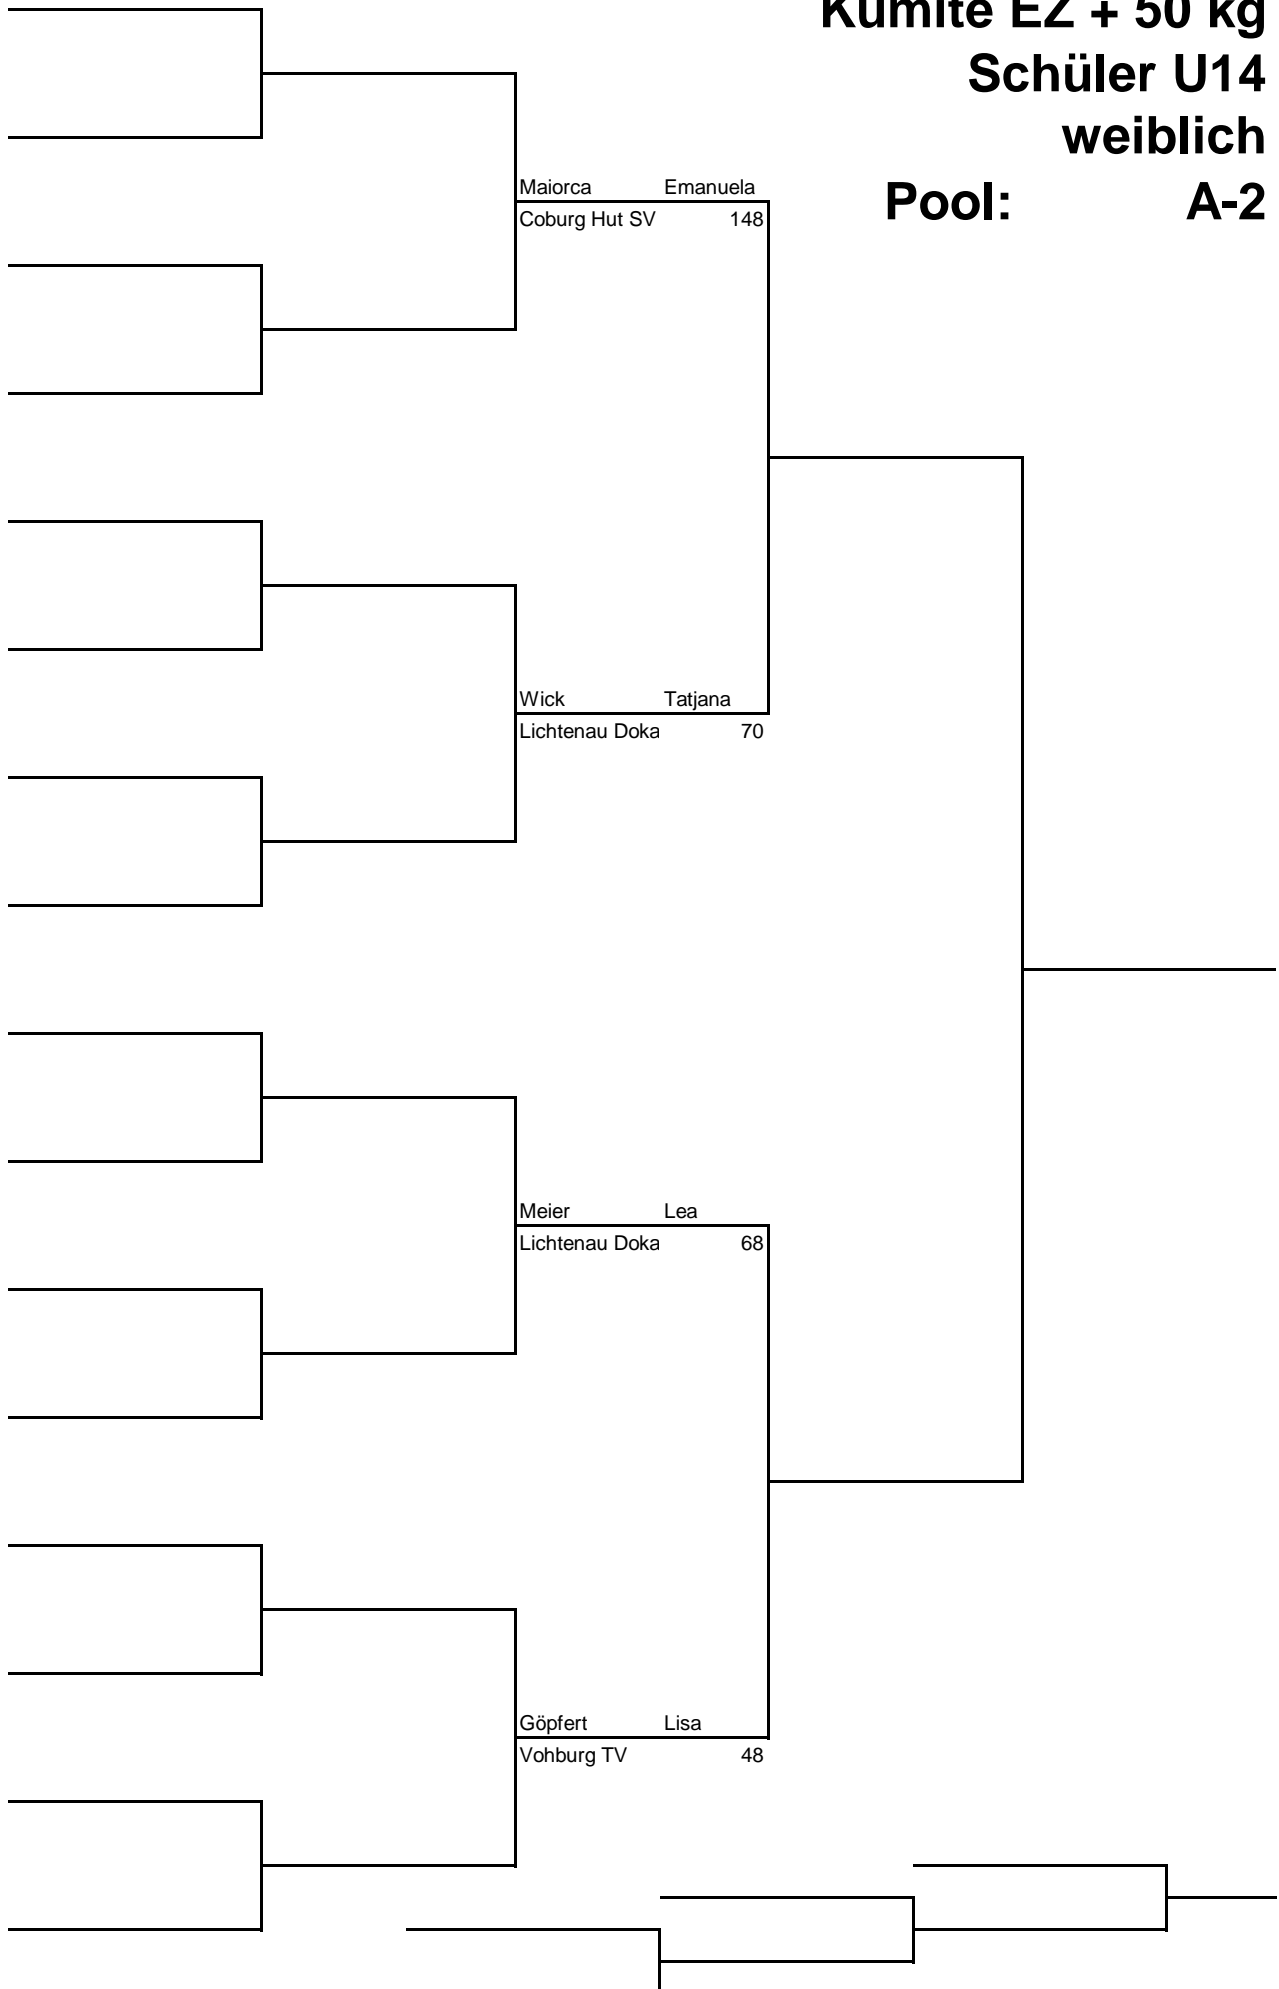 Kumite EZ + 50 kg
Schüler U14
weiblich
Pool: A-2
Maiorca Emanuela
Coburg Hut SV 148
Wick Tatjana
Lichtenau Doka 70
Meier Lea
Lichtenau Doka 68
Göpfert Lisa
Vohburg TV 48